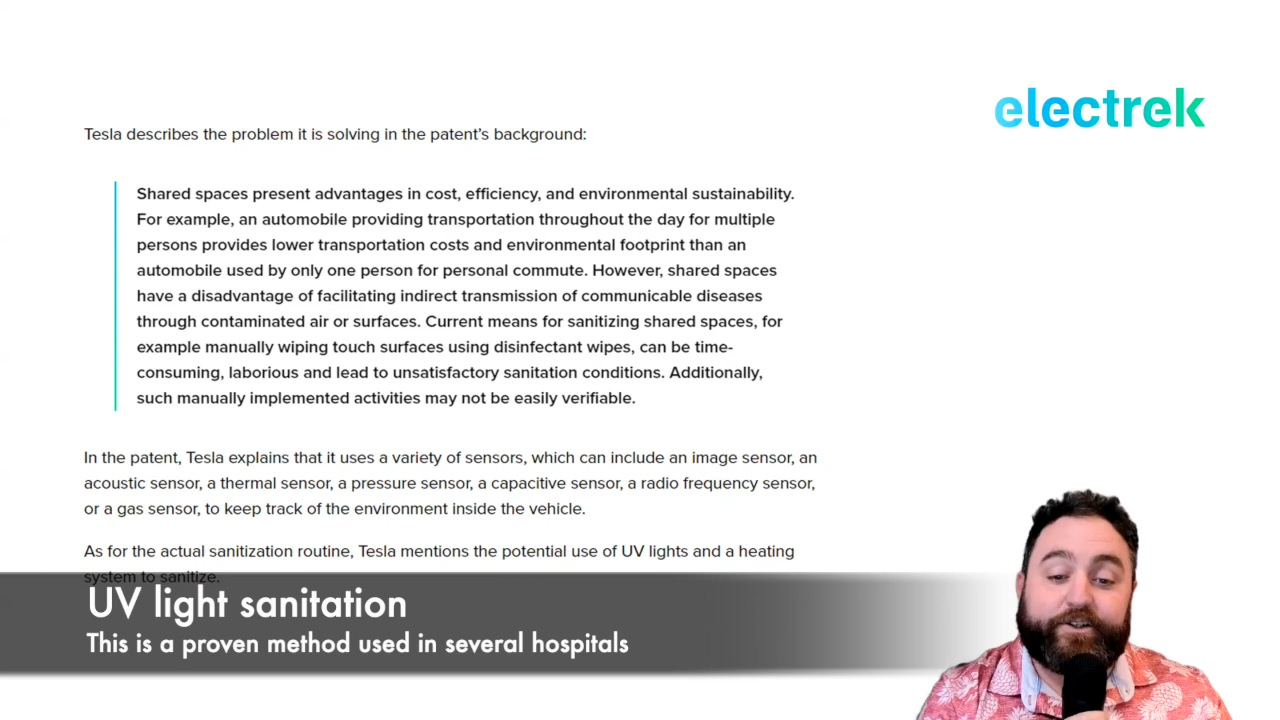 electrek
Tesla describes the problem it is solving in the patent's background:
Shared spaces present advantages in cost, efficiency, and environmental sustainability.
For example, an automobile providing transportation throughout the day for multiple
persons provides lower transportation costs and environmental footprint than an
automobile used by only one person for personal commute. However, shared spaces
have a disadvantage of facilitating indirect transmission of communicable diseases
through contaminated air or surfaces. Current means for sanitizing shared spaces, for
example manually wiping touch surfaces using disinfectant wipes, can be time-
consuming, laborious and lead to unsatisfactory sanitation conditions. Additionally,
such manually implemented activities may not be easily verifiable.
In the patent, Tesla explains that it uses a variety of sensors, which can include an image sensor, an
acoustic sensor, a thermal sensor, a pressure sensor, a capacitive sensor, a radio frequency sensor,
or a gas sensor, to keep track of the environment inside the vehicle.
As for the actual sanitization routine, Tesla mentions the potential use of UV lights and a heating
system to sanitize.
UV light sanitation
This is a proven method used in several hospitals